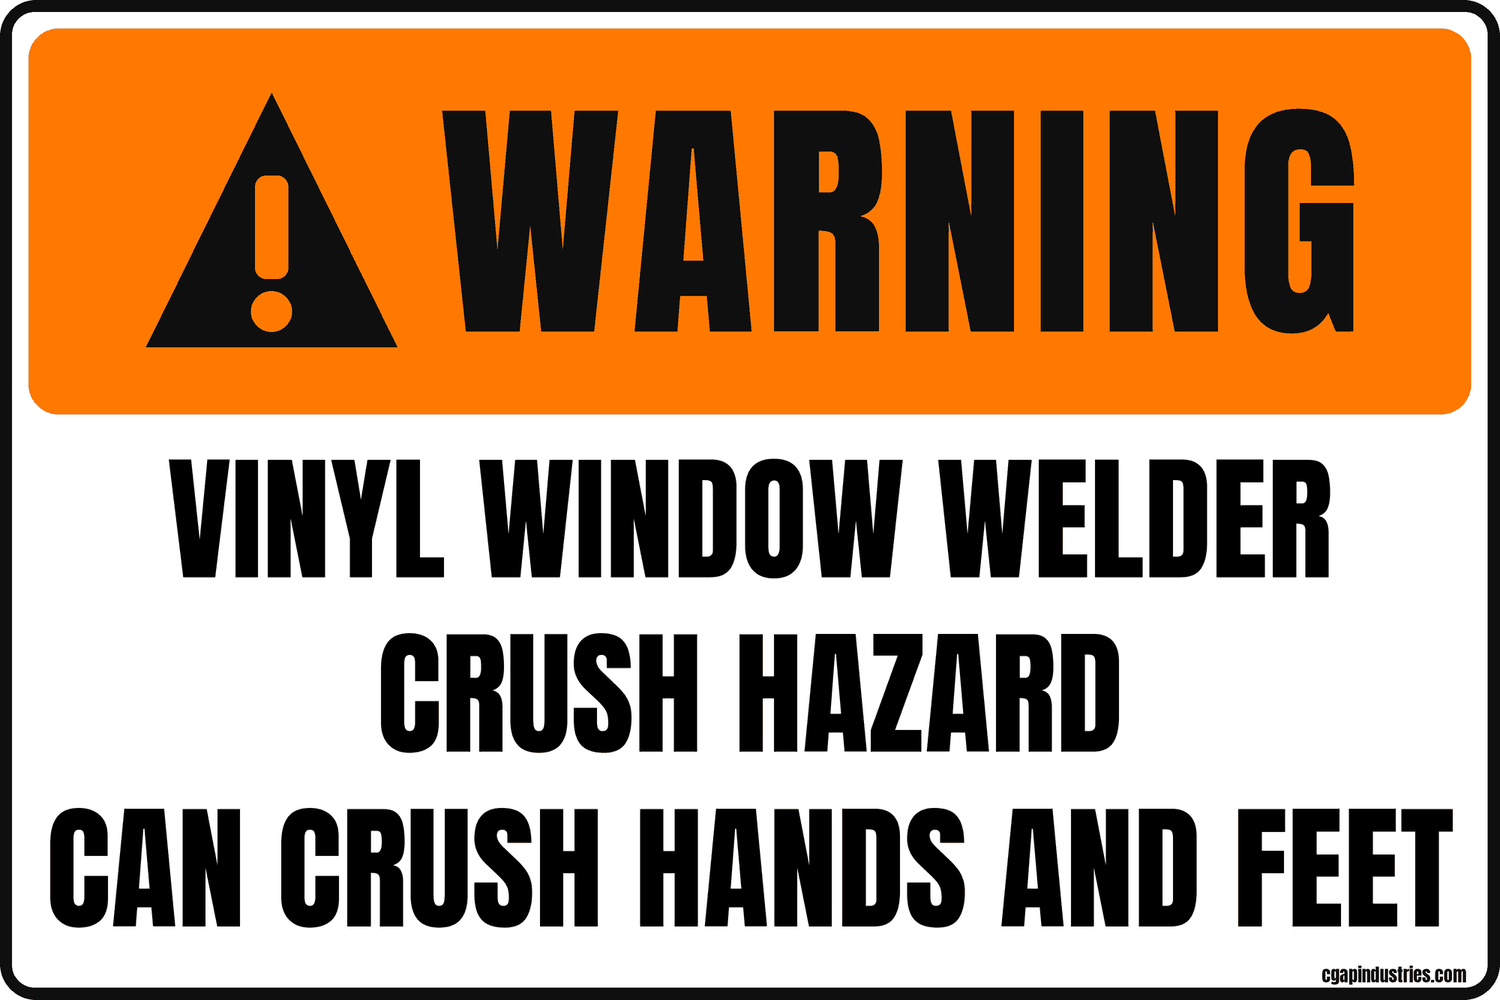 WARNING
VINYL WINDOW WELDER
CRUSH HAZARD
CAN CRUSH HANDS AND FEET
cgapindustries.com